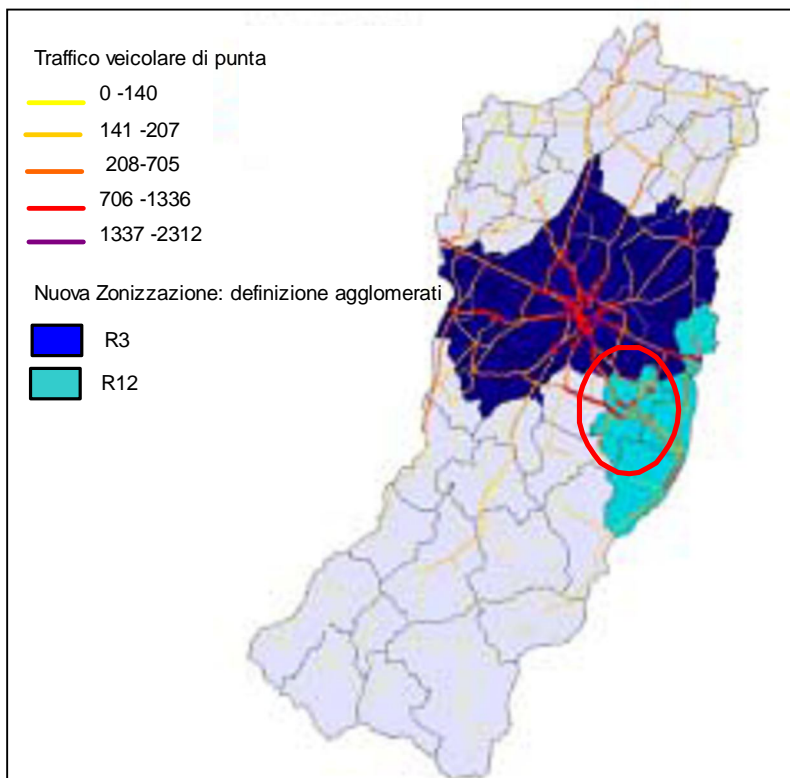 Traffico veicolare di punta
0 -140
141 -207
208-705
706 -1336
1337 -2312
Nuova Zonizzazione: definizione agglomerati
R3
R12